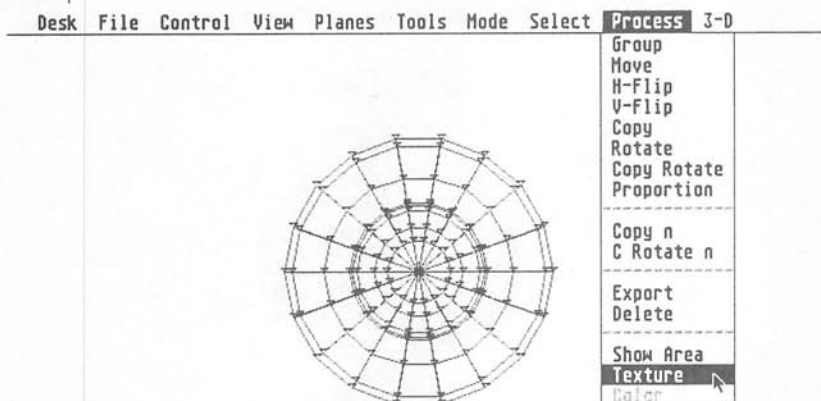 Desk File Control View Planes Tools Mode Select Process 3-D
Group
Move
H-Flip
V-Flip
Copy
Rotate
Copy Rotate
Proportion
Copy n
C Rotate n
Export
Delete
Show Area
Texture
Color